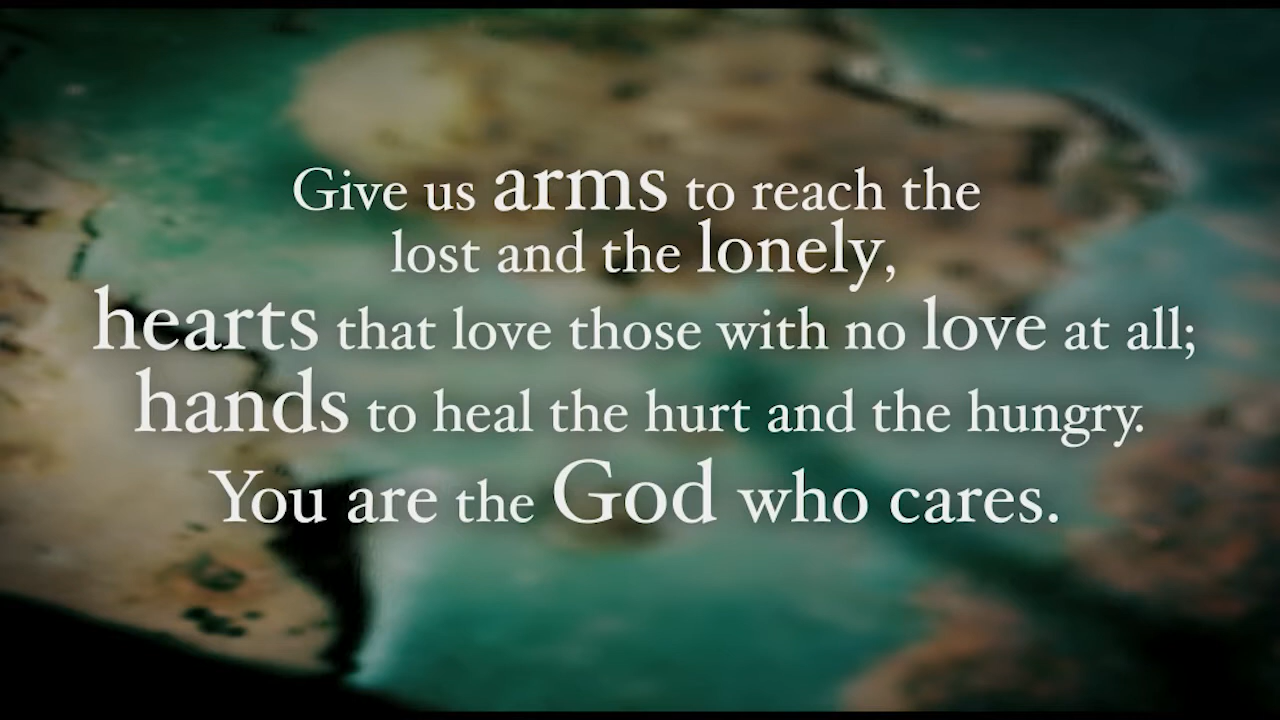 Give us arms to reach the
lost and the lonely,
hearts that love those with no love at all;
hands to heal the hurt and the hungry.
You are the God who cares.